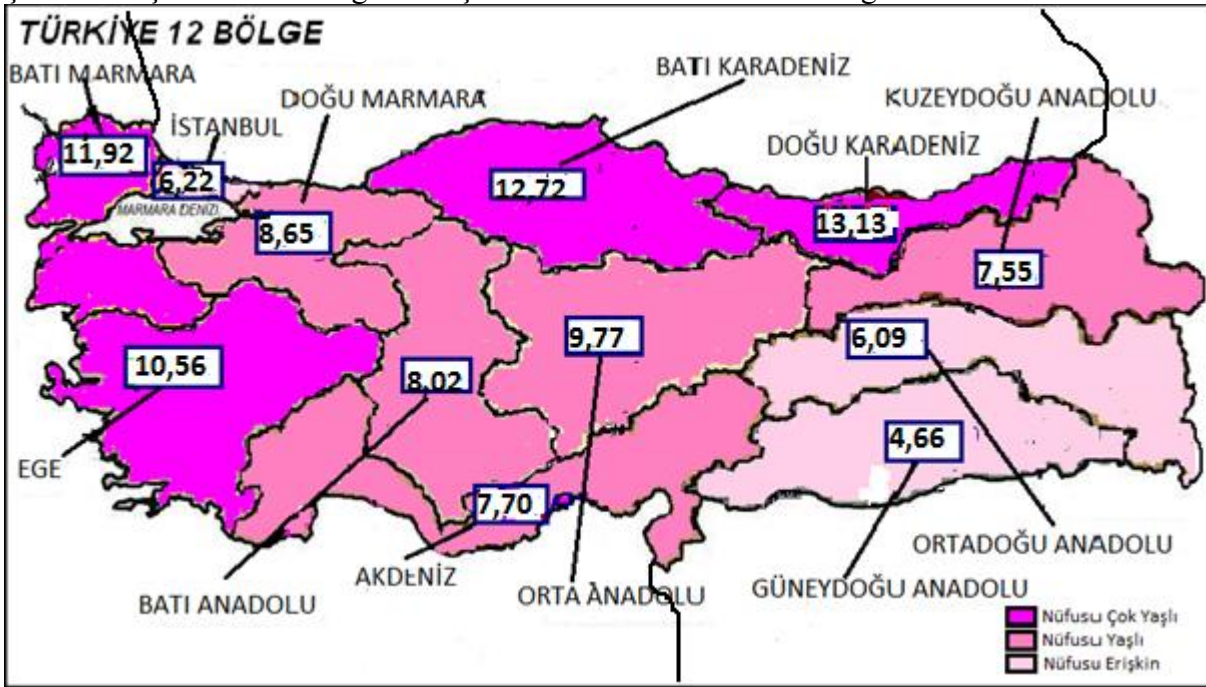 TÜRKİYE 12 BÖLGE
BATI MARMARA
BATI KARADENİZ
DOĞU MARMARA
KUZEYDOĞU ANADOLU
İSTANBUL
DOĞU KARADENİZ
11,92
6,22
12,72
MARMARA DENİZİ
13,13
8,65
7,55
9,77
6,09
10,56
8,02
4,66
EGE
7,70
ORTADOĞU ANADOLU
AKDENİZ
GÜNEYDOĞU ANADOLU
BATI ANADOLU
ORTA ANADOLU
Nüfusu Çok Yaşlı
Nüfusu Yaşlı
Nüfusu Erişkin